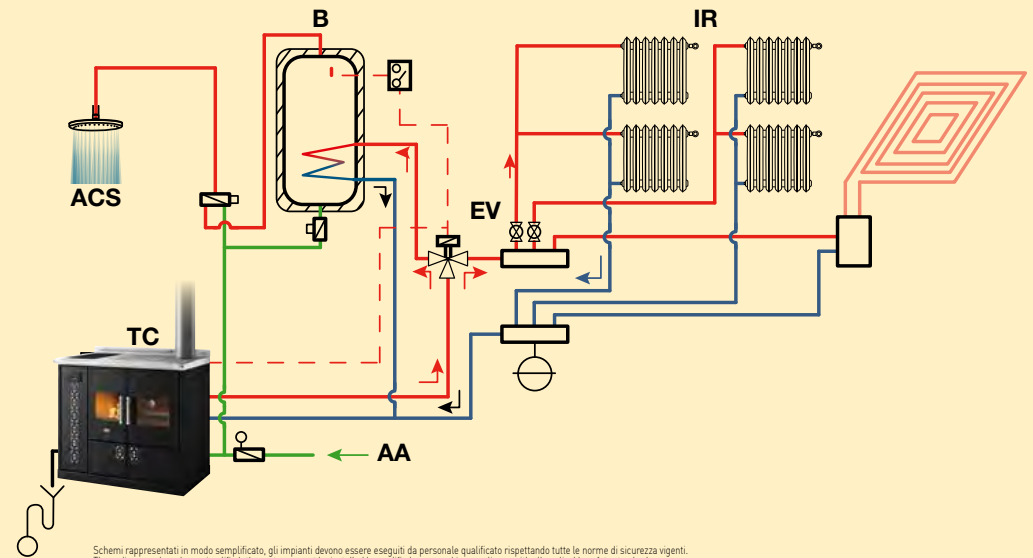 B
IR
ACS
EV
TC
AA
Schemi rappresentati in modo semplificato, gli impianti devono essere eseguiti da personale qualificato rispettando tutte le norme di sicurezza vigenti.